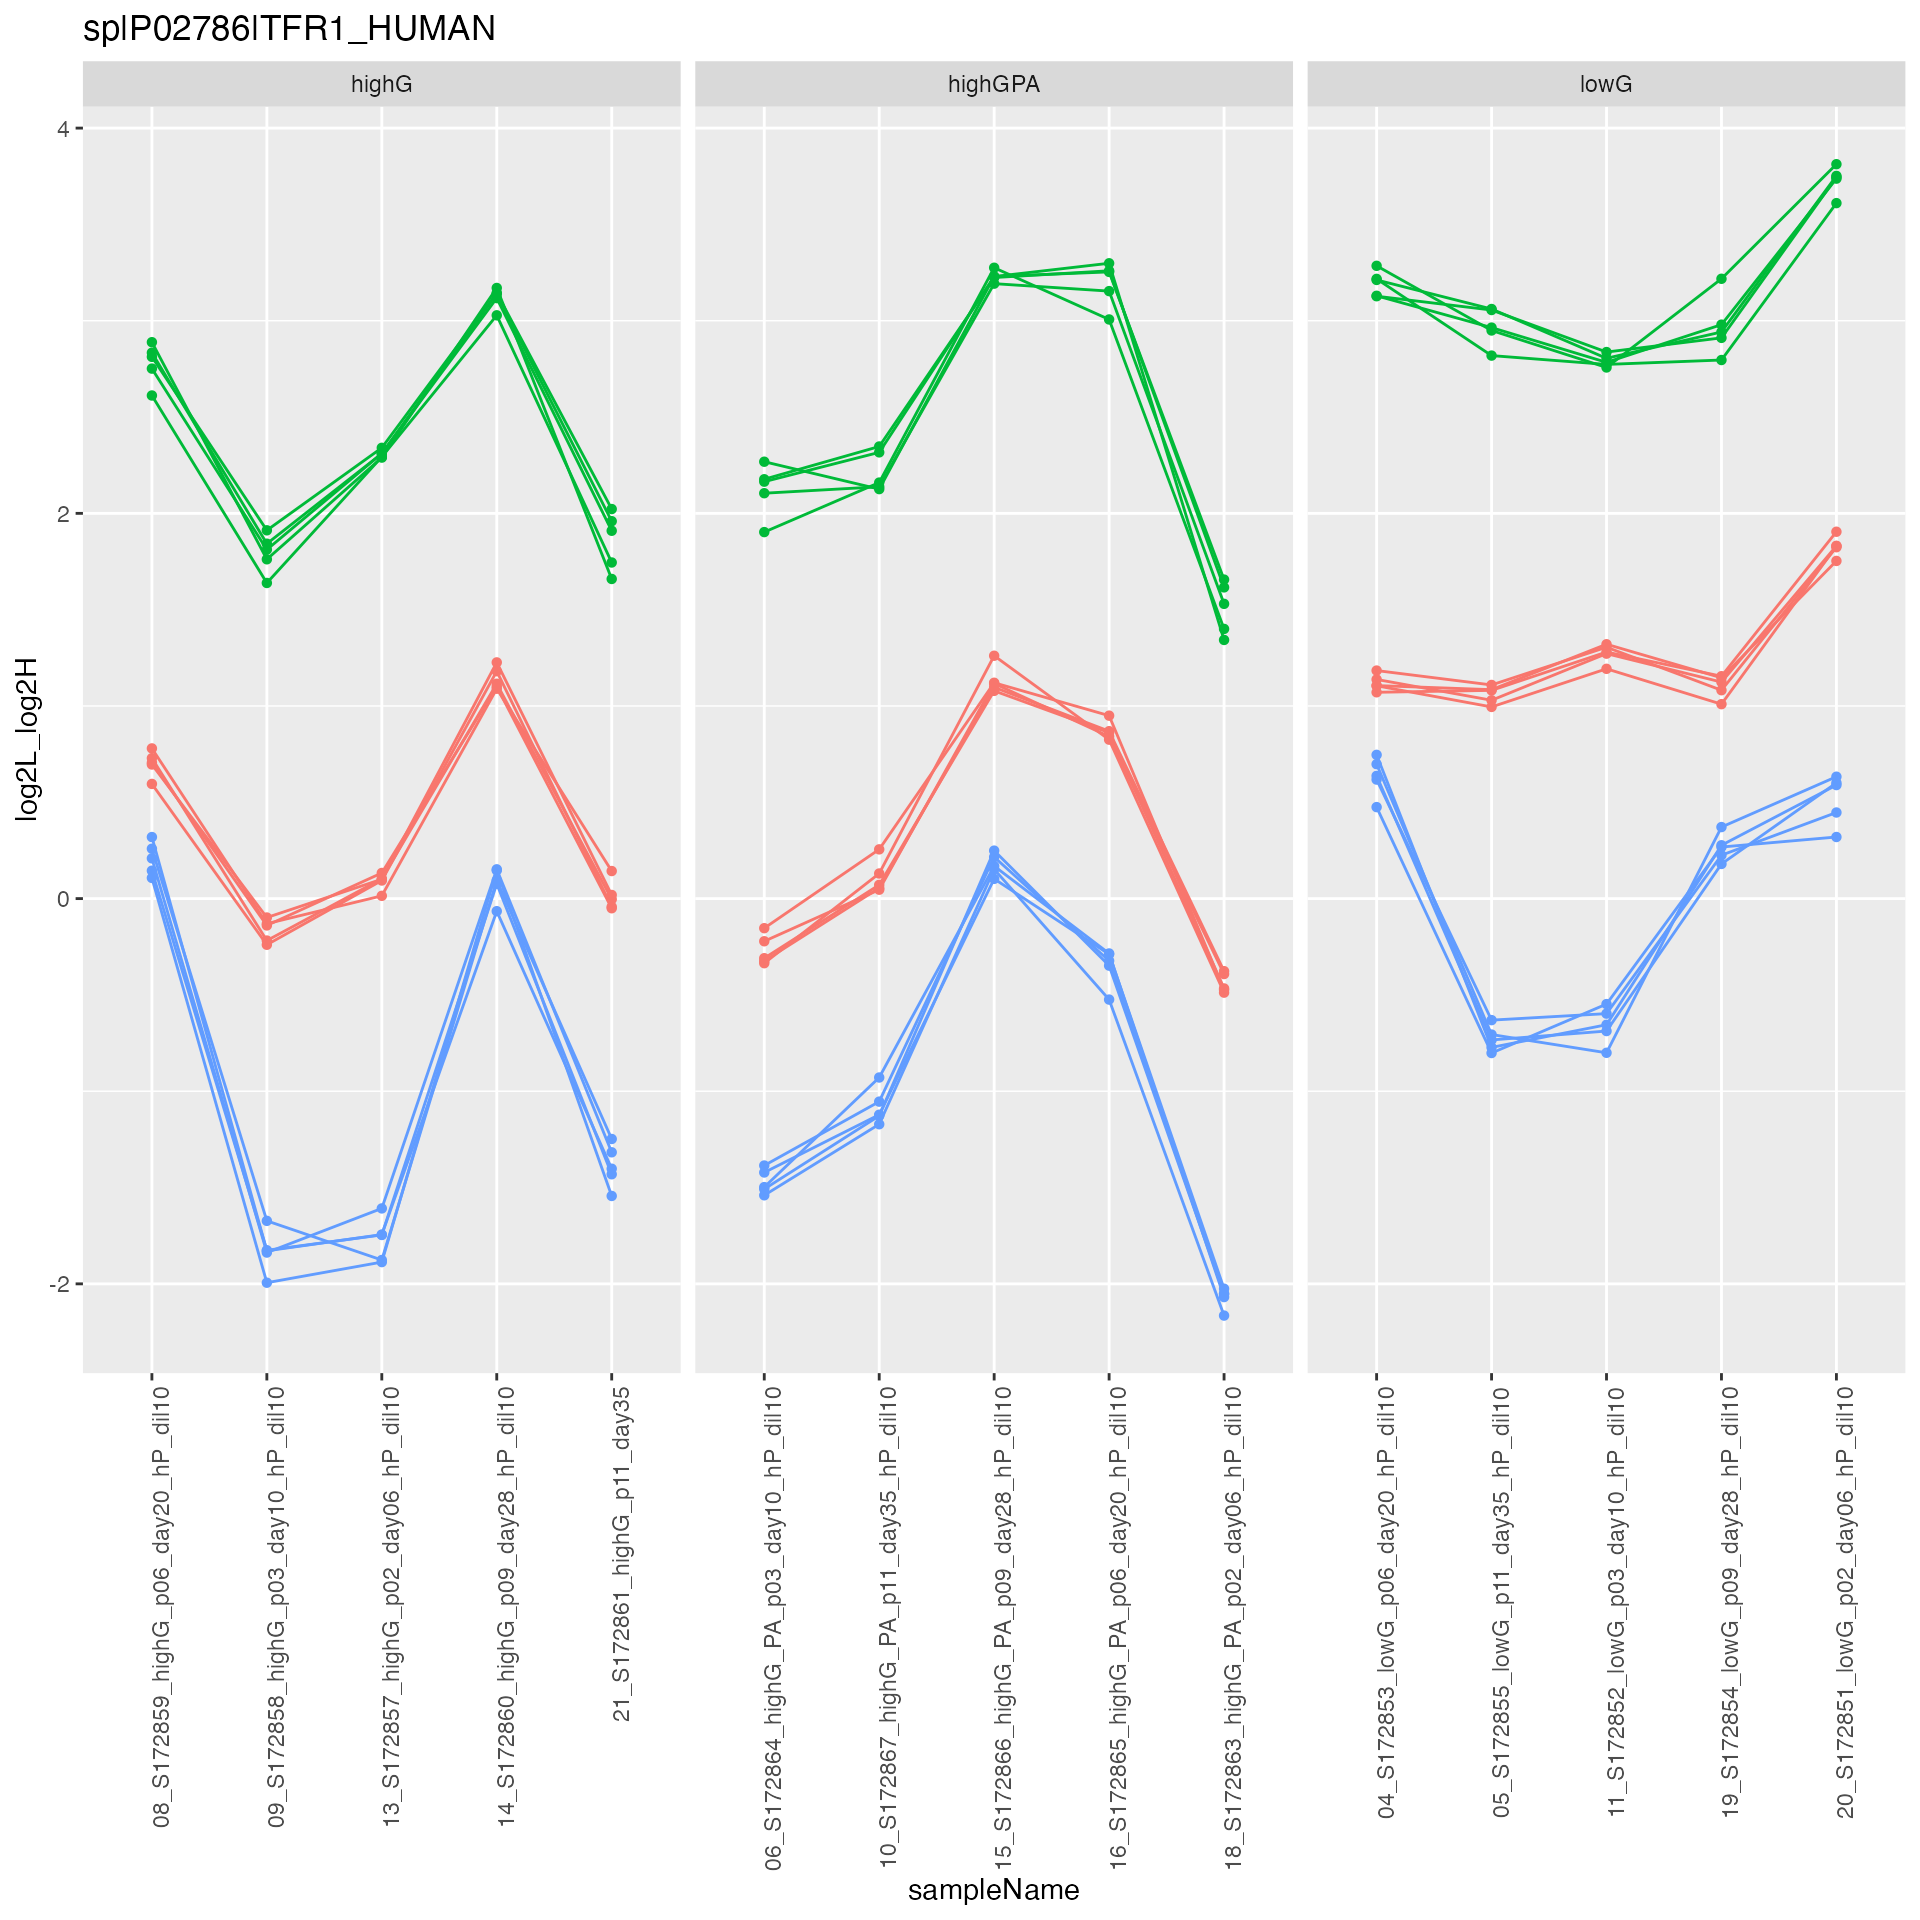 sp|P02786|TFR1_HUMAN
highG
highGPA
lowG
log2L_log2H
4
2
0
-2
08_S172859_highG_p06_day20_hP_dil10
09_S172858_highG_p03_day10_hP_dil10
13_S172857_highG_p02_day06_hP_dil10
14_S172860_highG_p09_day28_hP_dil10
21_S172861_highG_p11_day35
06_S172864_highG_PA_p03_day10_hP_dil10
10_S172867_highG_PA_p11_day35_hP_dil10
15_S172866_highG_PA_p09_day28_hP_dil10
16_S172865_highG_PA_p06_day20_hP_dil10
18_S172863_highG_PA_p02_day06_hP_dil10
04_S172853_lowG_p06_day20_hP_dil10
05_S172855_lowG_p11_day35_hP_dil10
11_S172852_lowG_p03_day10_hP_dil10
19_S172854_lowG_p09_day28_hP_dil10
20_S172851_lowG_p02_day06_hP_dil10
sampleName